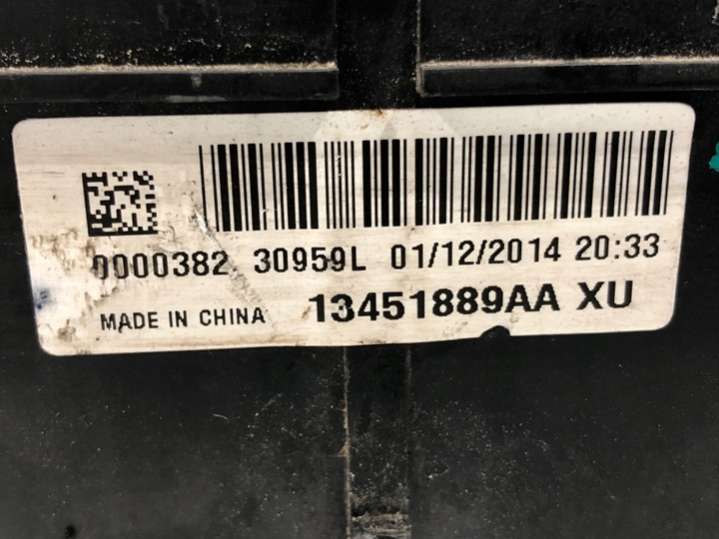 0000382 30959L 01/12/2014 20:33
MADE IN CHINA 13451889AA XU